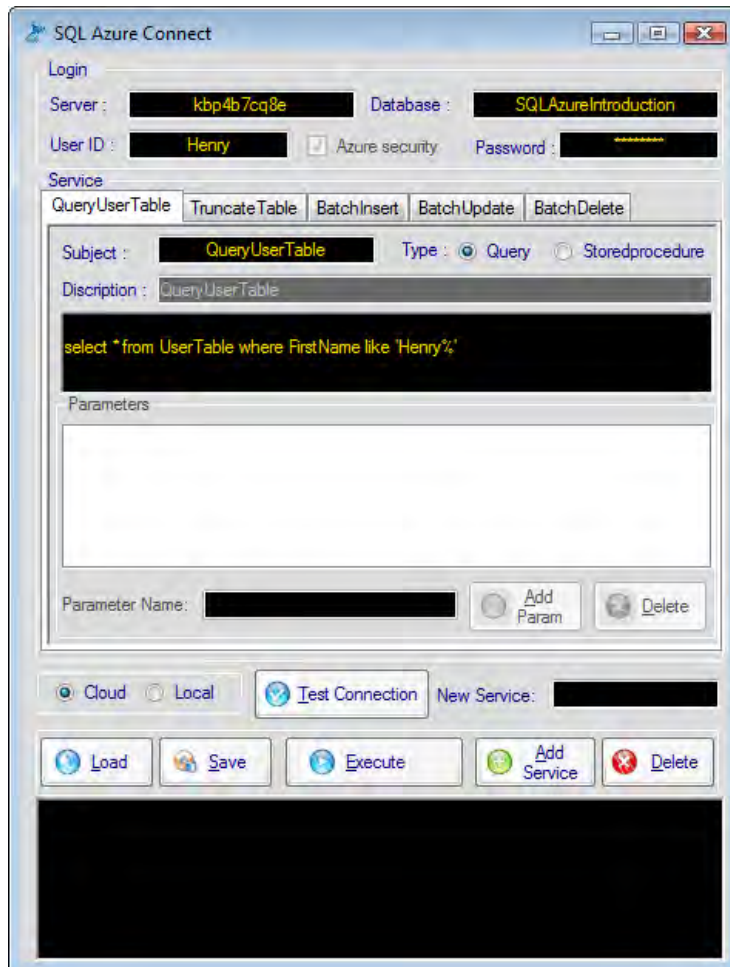 SQL Azure Connect
Login
Server : kbp4b7cq8e Database : SQLAzureIntroduction
User ID : Henry Azure security Password : ********
Service
QueryUserTable TruncateTable BatchInsert BatchUpdate BatchDelete
Subject : QueryUserTable Type : Query Storedprocedure
Discription : QueryUserTable
select * from UserTable where FirstName like 'Henry%'
Parameters
Parameter Name: Add Param Delete
Cloud Local Test Connection New Service:
Load Save Execute Add Service Delete